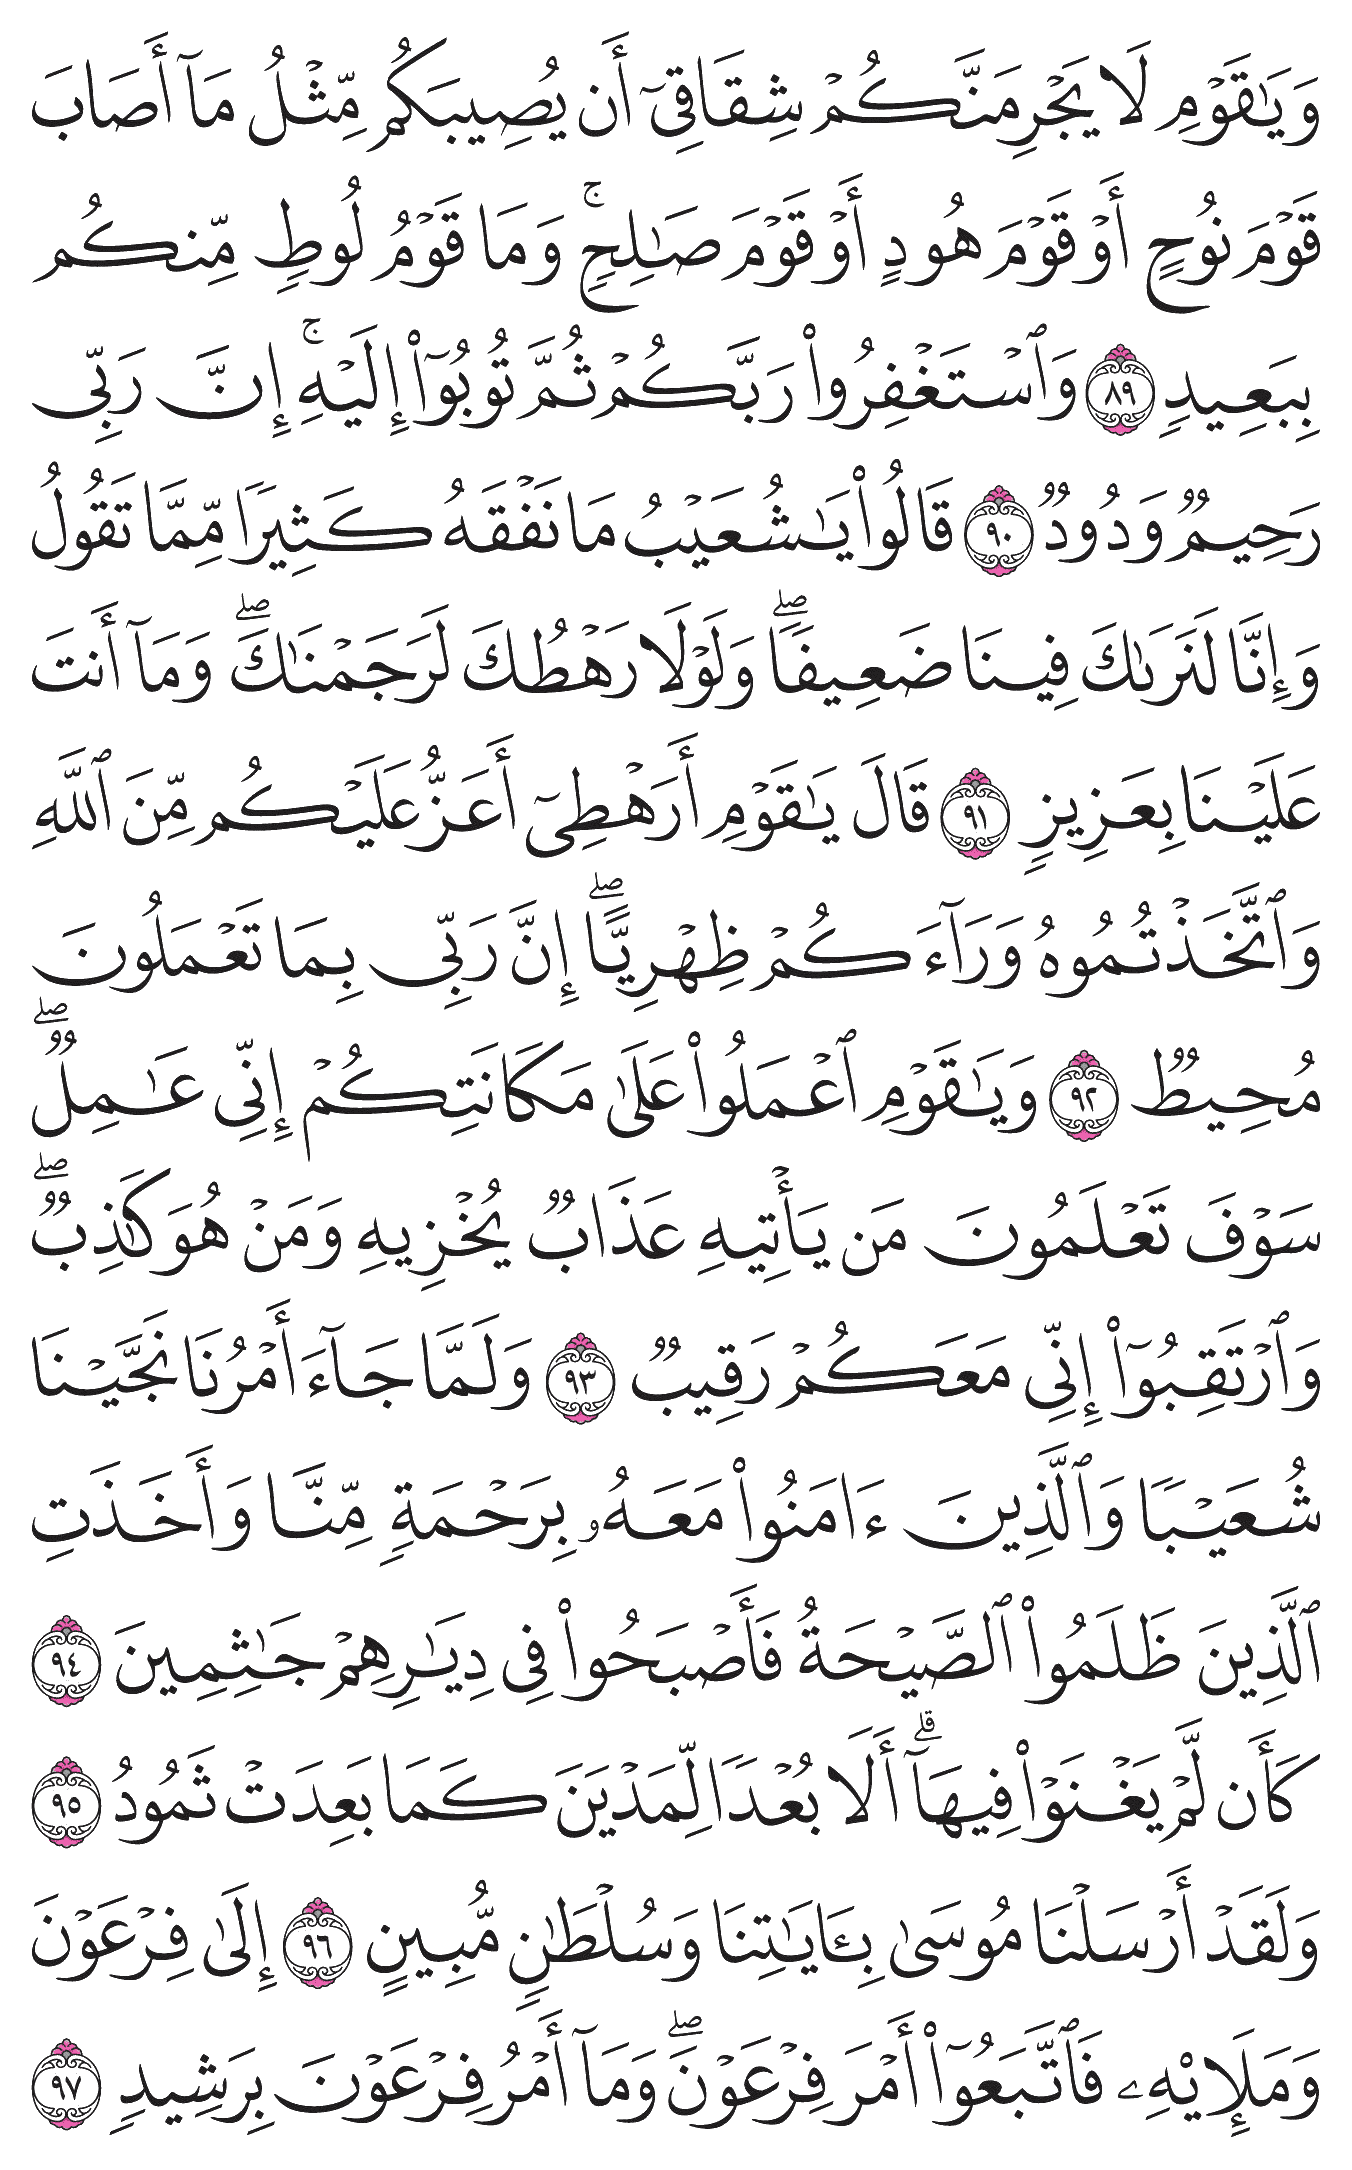 وَيَٰقَوۡمِ لَا يَجۡرِمَنَّكُمۡ شِقَاقِيٓ أَن يُصِيبَكُم مِّثۡلُ مَآ أَصَابَ
قَوۡمَ نُوحٍ أَوۡ قَوۡمَ هُودٍ أَوۡ قَوۡمَ صَٰلِحٖۚ وَمَا قَوۡمُ لُوطٖ مِّنكُم
بِبَعِيدٖ ٨٩ وَٱسۡتَغۡفِرُواْ رَبَّكُمۡ ثُمَّ تُوبُوٓاْ إِلَيۡهِۚ إِنَّ رَبِّي
رَحِيمٞ وَدُودٞ ٩٠ قَالُواْ يَٰشُعَيۡبُ مَا نَفۡقَهُ كَثِيرٗا مِّمَّا تَقُولُ
وَإِنَّا لَنَرَىٰكَ فِينَا ضَعِيفٗاۖ وَلَوۡلَا رَهۡطُكَ لَرَجَمۡنَٰكَۖ وَمَآ أَنتَ
عَلَيۡنَا بِعَزِيزٖ ٩١ قَالَ يَٰقَوۡمِ أَرَهۡطِيٓ أَعَزُّ عَلَيۡكُم مِّنَ ٱللَّهِ
وَٱتَّخَذۡتُمُوهُ وَرَآءَكُمۡ ظِهۡرِيًّاۖ إِنَّ رَبِّي بِمَا تَعۡمَلُونَ
مُحِيطٞ ٩٢ وَيَٰقَوۡمِ ٱعۡمَلُواْ عَلَىٰ مَكَانَتِكُمۡ إِنِّي عَٰمِلٞۖ
سَوۡفَ تَعۡلَمُونَ مَن يَأۡتِيهِ عَذَابٞ يُخۡزِيهِ وَمَنۡ هُوَ كَٰذِبٞۖ
وَٱرۡتَقِبُوٓاْ إِنِّي مَعَكُمۡ رَقِيبٞ ٩٣ وَلَمَّا جَآءَ أَمۡرُنَا نَجَّيۡنَا
شُعَيۡبٗا وَٱلَّذِينَ ءَامَنُواْ مَعَهُۥ بِرَحۡمَةٖ مِّنَّا وَأَخَذَتِ
ٱلَّذِينَ ظَلَمُواْ ٱلصَّيۡحَةُ فَأَصۡبَحُواْ فِي دِيَٰرِهِمۡ جَٰثِمِينَ ٩٤
كَأَن لَّمۡ يَغۡنَوۡاْ فِيهَآۗ أَلَا بُعۡدٗا لِّمَدۡيَنَ كَمَا بَعِدَتۡ ثَمُودُ ٩٥
وَلَقَدۡ أَرۡسَلۡنَا مُوسَىٰ بِـَٔايَٰتِنَا وَسُلۡطَٰنٖ مُّبِينٍ ٩٦ إِلَىٰ فِرۡعَوۡنَ
وَمَلَإِيْهِۦ فَٱتَّبَعُوٓاْ أَمۡرَ فِرۡعَوۡنَۖ وَمَآ أَمۡرُ فِرۡعَوۡنَ بِرَشِيدٖ ٩٧